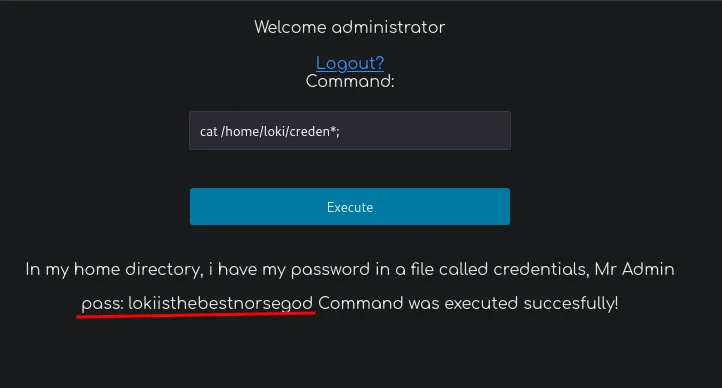 Welcome administrator
Logout?
Command:
cat /home/loki/creden*;
Execute
In my home directory, i have my password in a file called credentials, Mr Admin
pass: lokiisthebestnorsegod Command was executed succesfully!